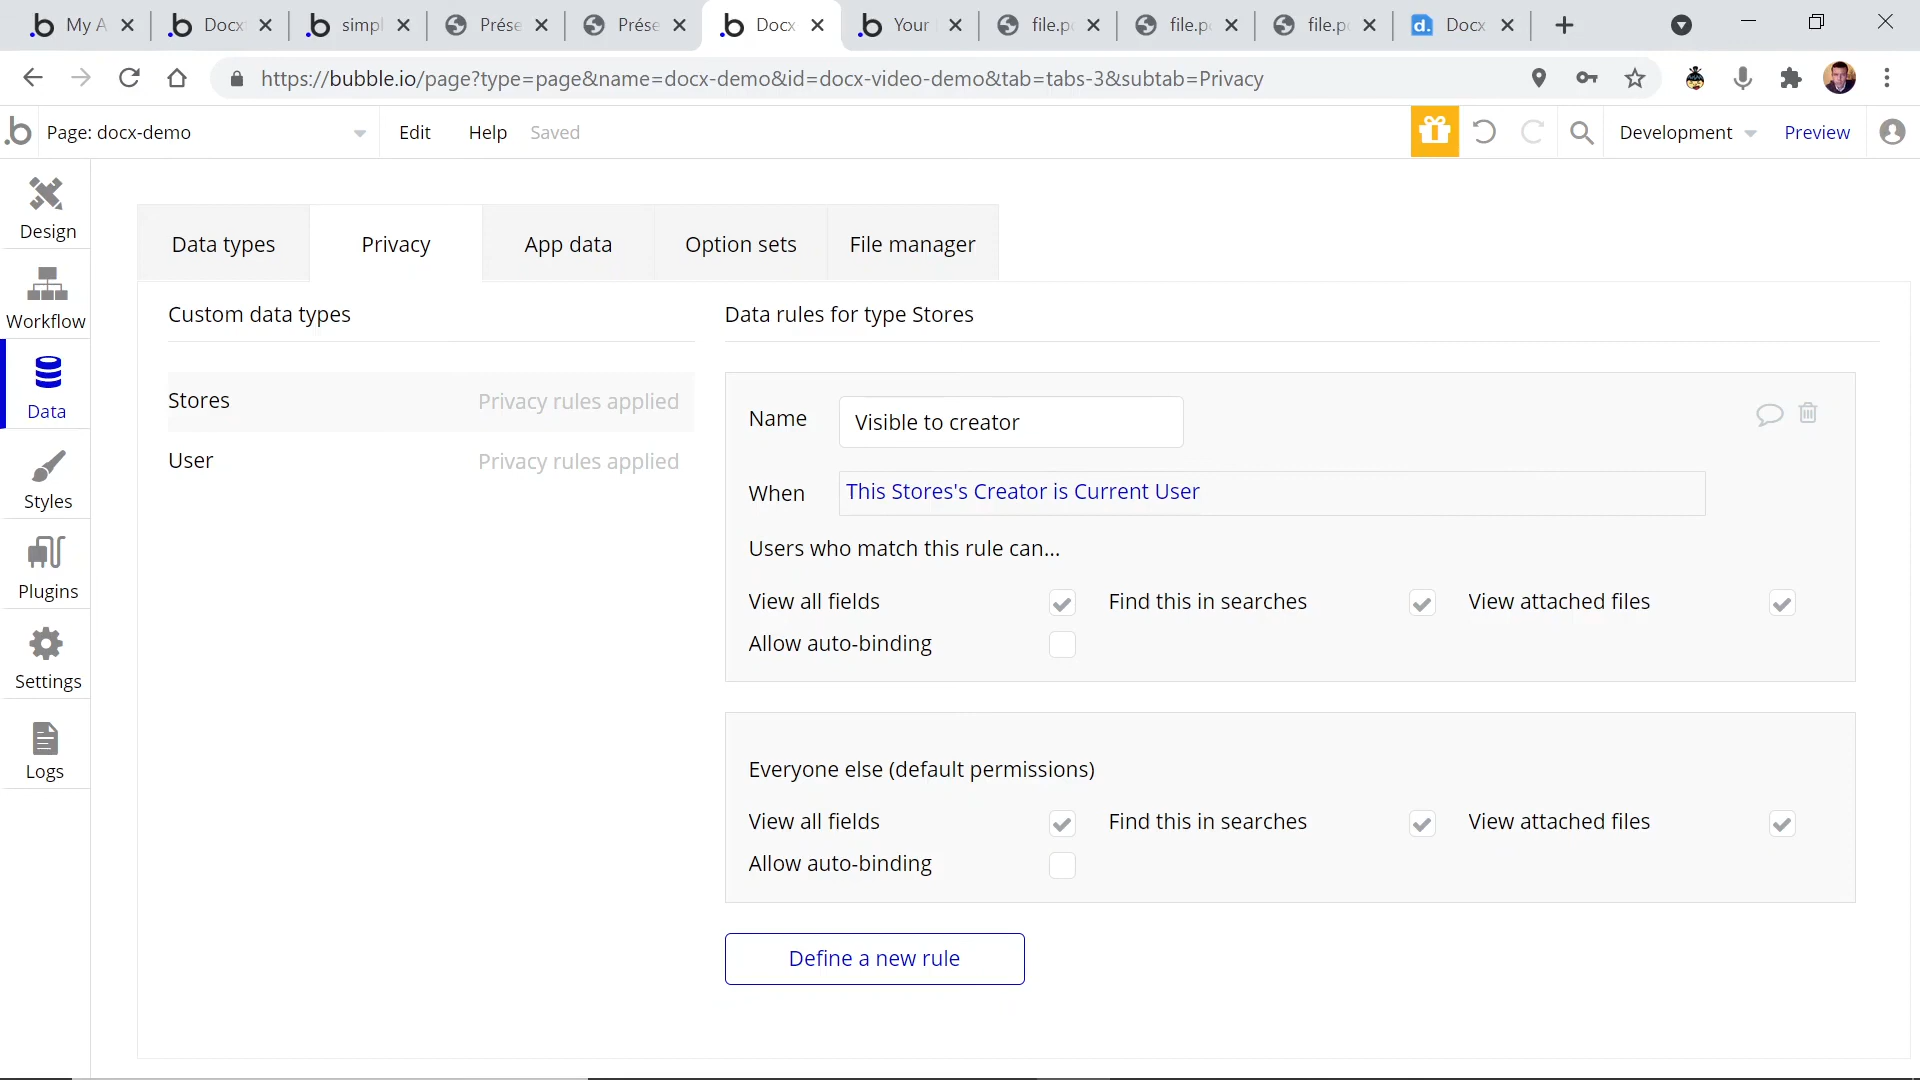 My A
Docx
simpl
Prése
Prése
Docx
Your
file.p
file.p
file.p
Docx
https://bubble.io/page?type=page&name=docx-demo&id=docx-video-demo&tab=tabs-3&subtab=Privacy
Page: docx-demo
Edit
Help
Saved
Development
Preview
Design
Workflow
Data
Styles
Plugins
Settings
Logs
Data types
Privacy
App data
Option sets
File manager
Custom data types
Stores Privacy rules applied
User Privacy rules applied
Data rules for type Stores
Name Visible to creator
When This Stores's Creator is Current User
Users who match this rule can...
View all fields Find this in searches View attached files
Allow auto-binding
Everyone else (default permissions)
View all fields Find this in searches View attached files
Allow auto-binding
Define a new rule